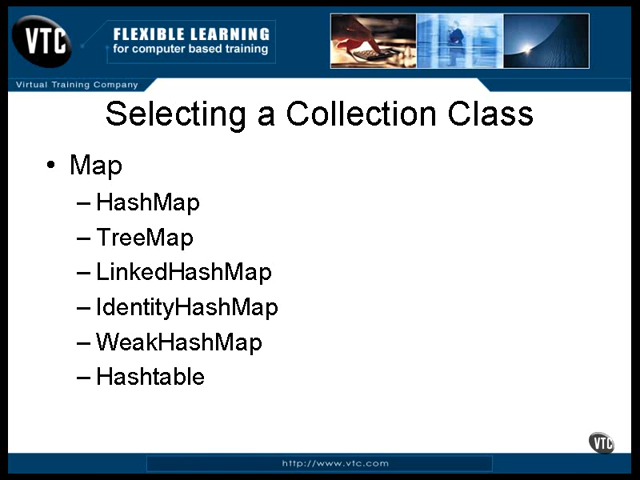 VTC
FLEXIBLE LEARNING
for computer based training
Virtual Training Company
Selecting a Collection Class
• Map
– HashMap
– TreeMap
– LinkedHashMap
– IdentityHashMap
– WeakHashMap
– Hashtable
VTC
http://www.vtc.com